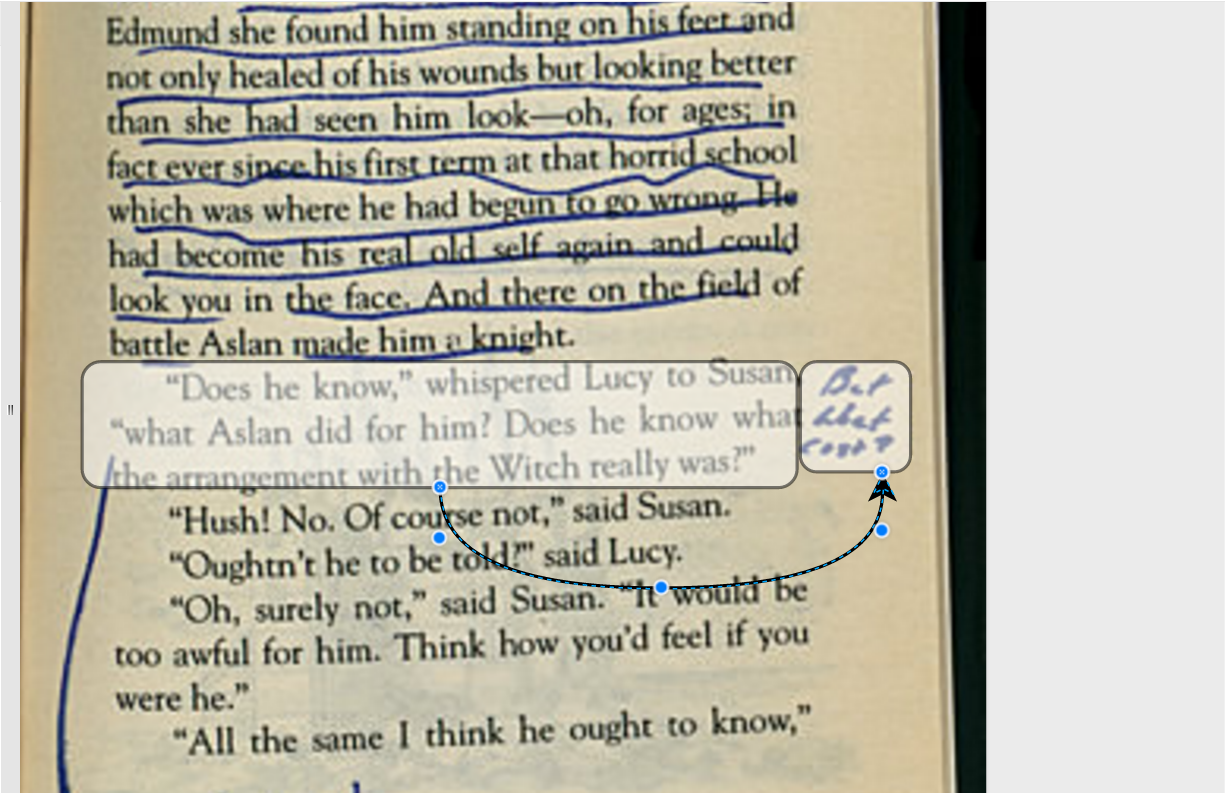 Edmund she found him standing on his feet and
not only healed of his wounds but looking better
than she had seen him look—oh, for ages; in
fact ever since his first term at that horrid school
which was where he had begun to go wrong. He
had become his real old self again and could
look you in the face. And there on the field of
battle Aslan made him a knight.
“Does he know,” whispered Lucy to Susan,
“what Aslan did for him? Does he know what
the arrangement with the Witch really was?”
But
what
cost?
“Hush! No. Of course not,” said Susan.
“Oughtn't he to be told?” said Lucy.
“Oh, surely not,” said Susan. “It would be
too awful for him. Think how you'd feel if you
were he.”
“All the same I think he ought to know,”